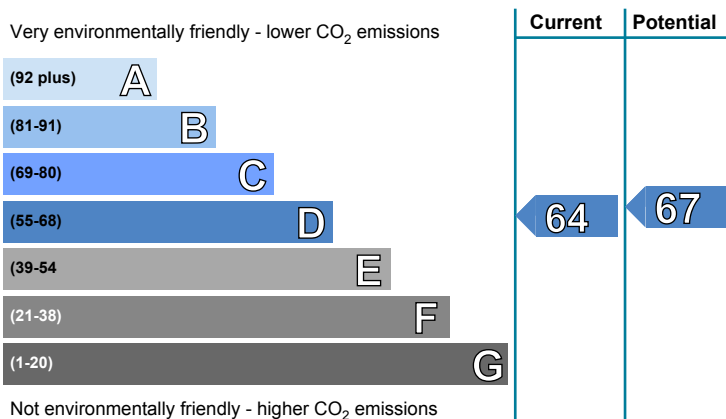 Current Potential
Very environmentally friendly - lower CO2 emissions
(92 plus) A
(81-91) B
(69-80) C
(55-68) D
64 67
(39-54 E
(21-38) F
(1-20) G
Not environmentally friendly - higher CO2 emissions